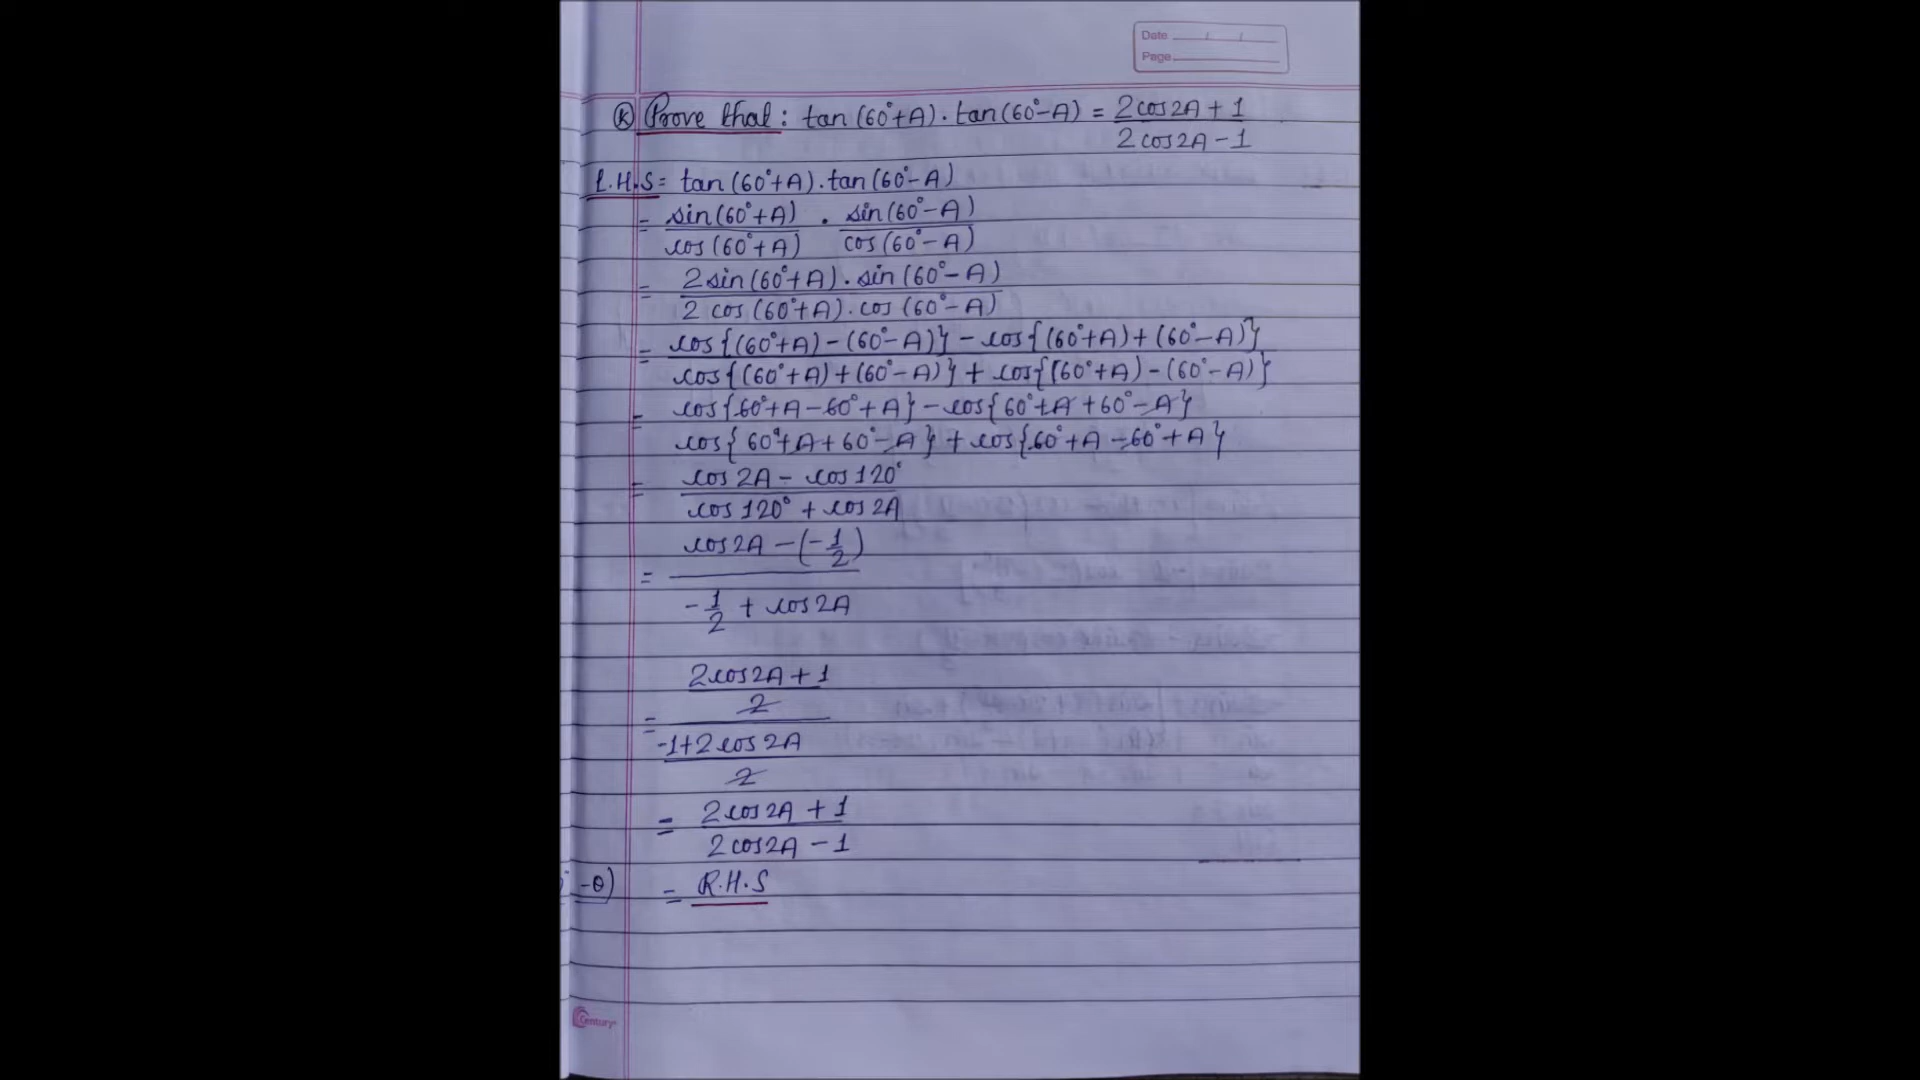 Date / /
Page
(K) Prove that: tan(60°+A).tan(60°-A) = 2cos2A+1
2cos2A-1
L.H.S = tan(60°+A).tan(60°-A)
= sin(60°+A) . sin(60°-A)
cos(60°+A) cos(60°-A)
= 2sin(60°+A).sin(60°-A)
2cos(60°+A).cos(60°-A)
= cos{(60°+A)-(60°-A)} - cos{(60°+A)+(60°-A)}
cos{(60°+A)+(60°-A)} + cos{(60°+A)-(60°-A)}
= cos{60°+A-60°+A} - cos{60°+A+60°-A}
cos{60°+A+60°-A} + cos{60°+A-60°+A}
= cos2A - cos120°
cos120° + cos2A
= cos2A-(-1/2)
-1/2 + cos2A
2cos2A+1
2
=
-1+2cos2A
2
= 2cos2A+1
2cos2A-1
-θ)
= R.H.S
Century